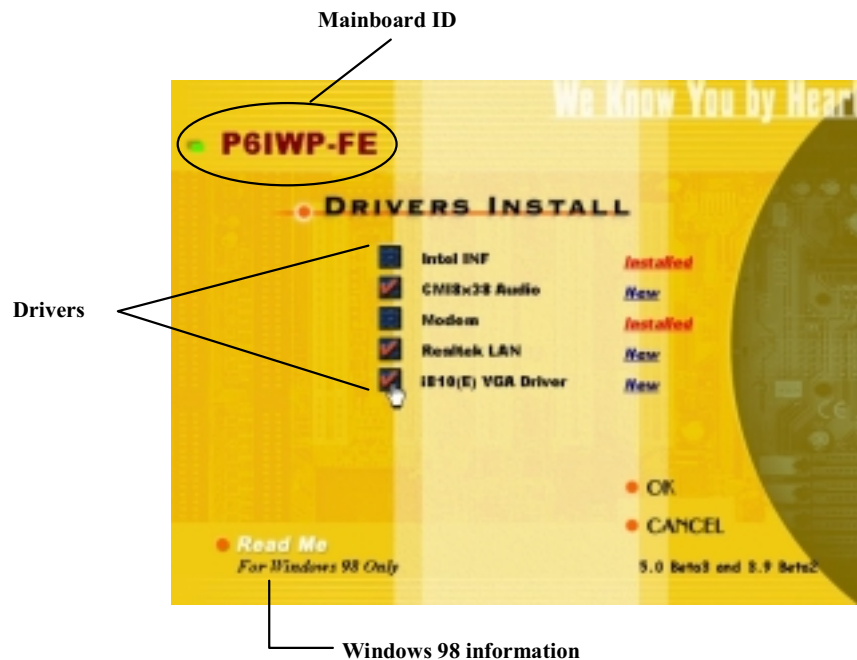 Mainboard ID
We Know You by Heart
P6IWP-FE
DRIVERS INSTALL
Intel INF Installed
CMI8x38 Audio New
Drivers
Modem Installed
Realtek LAN New
i810(E) VGA Driver New
OK
CANCEL
Read Me
For Windows 98 Only
5.0 Beta3 and 3.9 Beta2
Windows 98 information